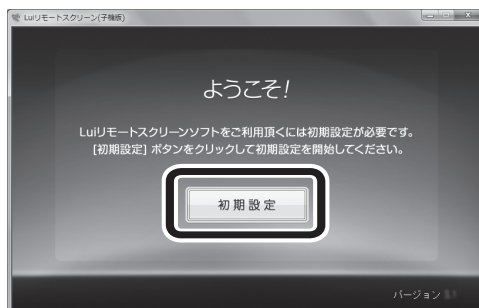 Luiリモートスクリーン(子機版)
ようこそ!
Luiリモートスクリーンソフトをご利用頂くには初期設定が必要です。
[初期設定] ボタンをクリックして初期設定を開始してください。
初期設定
バージョン